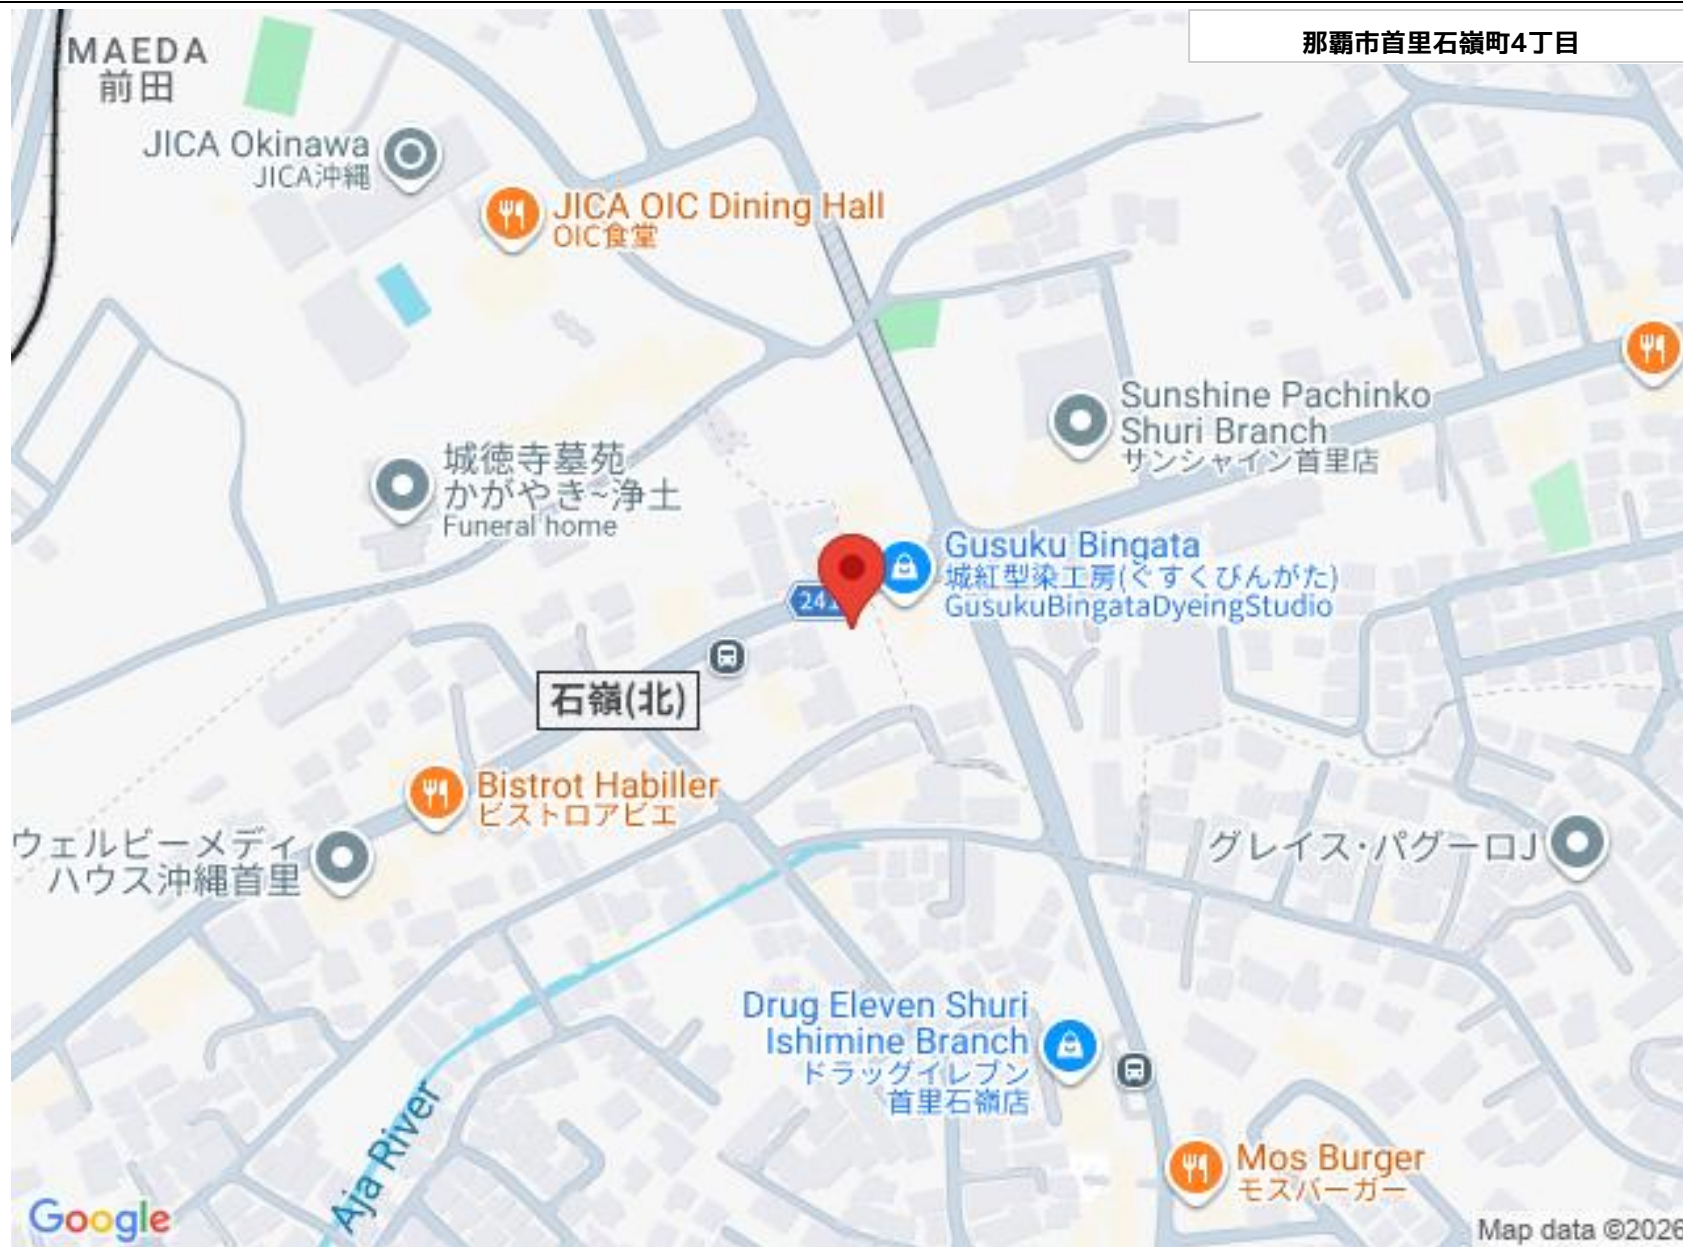 那覇市首里石嶺町4丁目
MAEDA
前田
JICA Okinawa
JICA沖縄
JICA OIC Dining Hall
OIC食堂
Sunshine Pachinko
Shuri Branch
サンシャイン首里店
城徳寺墓苑
かがやき~浄土
Funeral home
Gusuku Bingata
城紅型染工房(ぐすくびんがた)
GusukuBingataDyeingStudio
241
石嶺(北)
Bistrot Habiller
ビストロアビエ
ウェルビーメディ
ハウス沖縄首里
グレイス・パグーロJ
Drug Eleven Shuri
Ishimine Branch
ドラッグイレブン
首里石嶺店
Aja River
Mos Burger
モスバーガー
Google
Map data ©2026